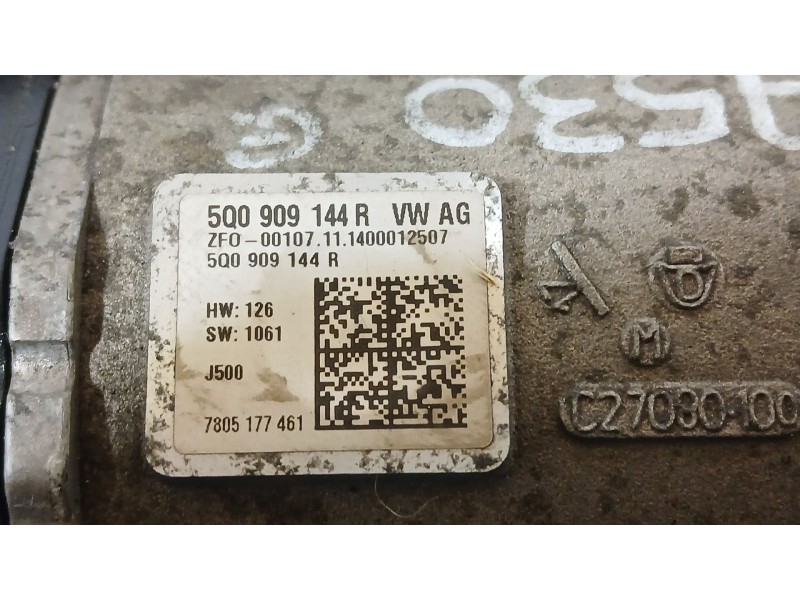 A530
5Q0 909 144 R VW AG
ZFO-00107.11.1400012507
5Q0 909 144 R
HW: 126
SW: 1061
J500
7805 177 461
M
C27030-100